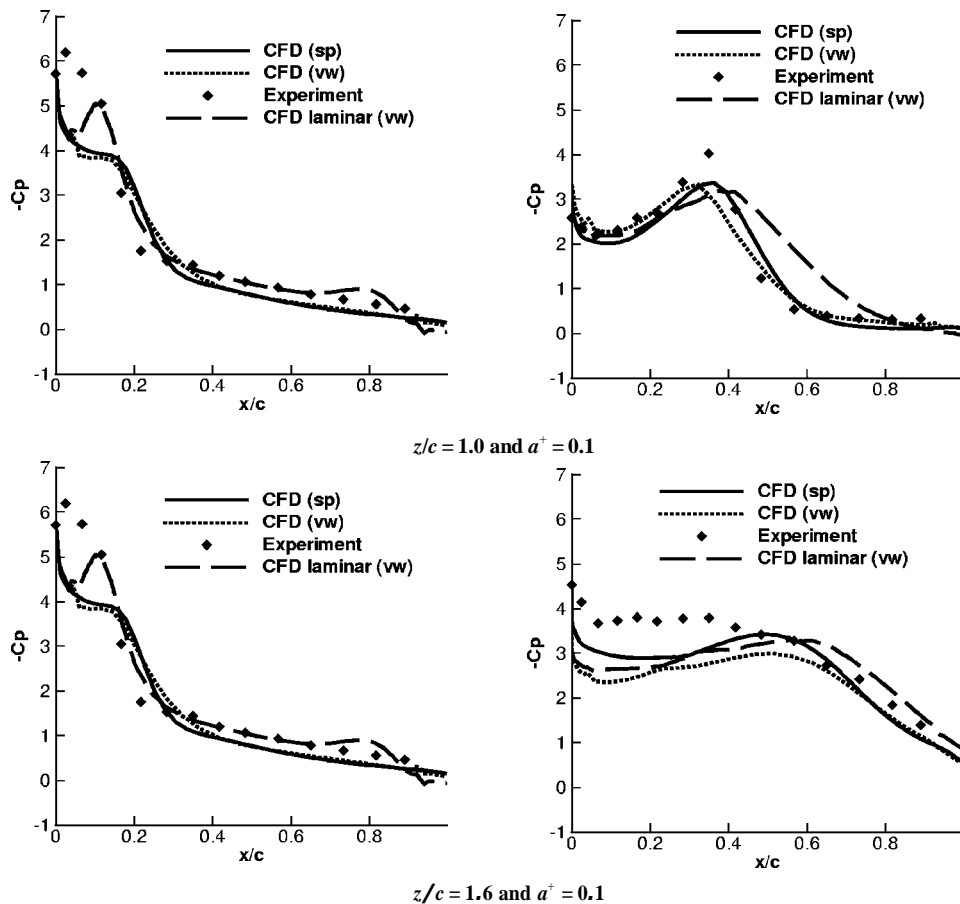 7
6
5
4
3
2
1
0
-1
-Cp
CFD (sp)
CFD (vw)
Experiment
CFD laminar (vw)
0 0.2 0.4 0.6 0.8
x/c
7
6
5
4
3
2
1
0
-1
-Cp
CFD (sp)
CFD (vw)
Experiment
CFD laminar (vw)
0 0.2 0.4 0.6 0.8
x/c
z/c = 1.0 and a⁺ = 0.1
7
6
5
4
3
2
1
0
-1
-Cp
CFD (sp)
CFD (vw)
Experiment
CFD laminar (vw)
0 0.2 0.4 0.6 0.8
x/c
7
6
5
4
3
2
1
0
-1
-Cp
CFD (sp)
CFD (vw)
Experiment
CFD laminar (vw)
0 0.2 0.4 0.6 0.8
x/c
z/c = 1.6 and a⁺ = 0.1